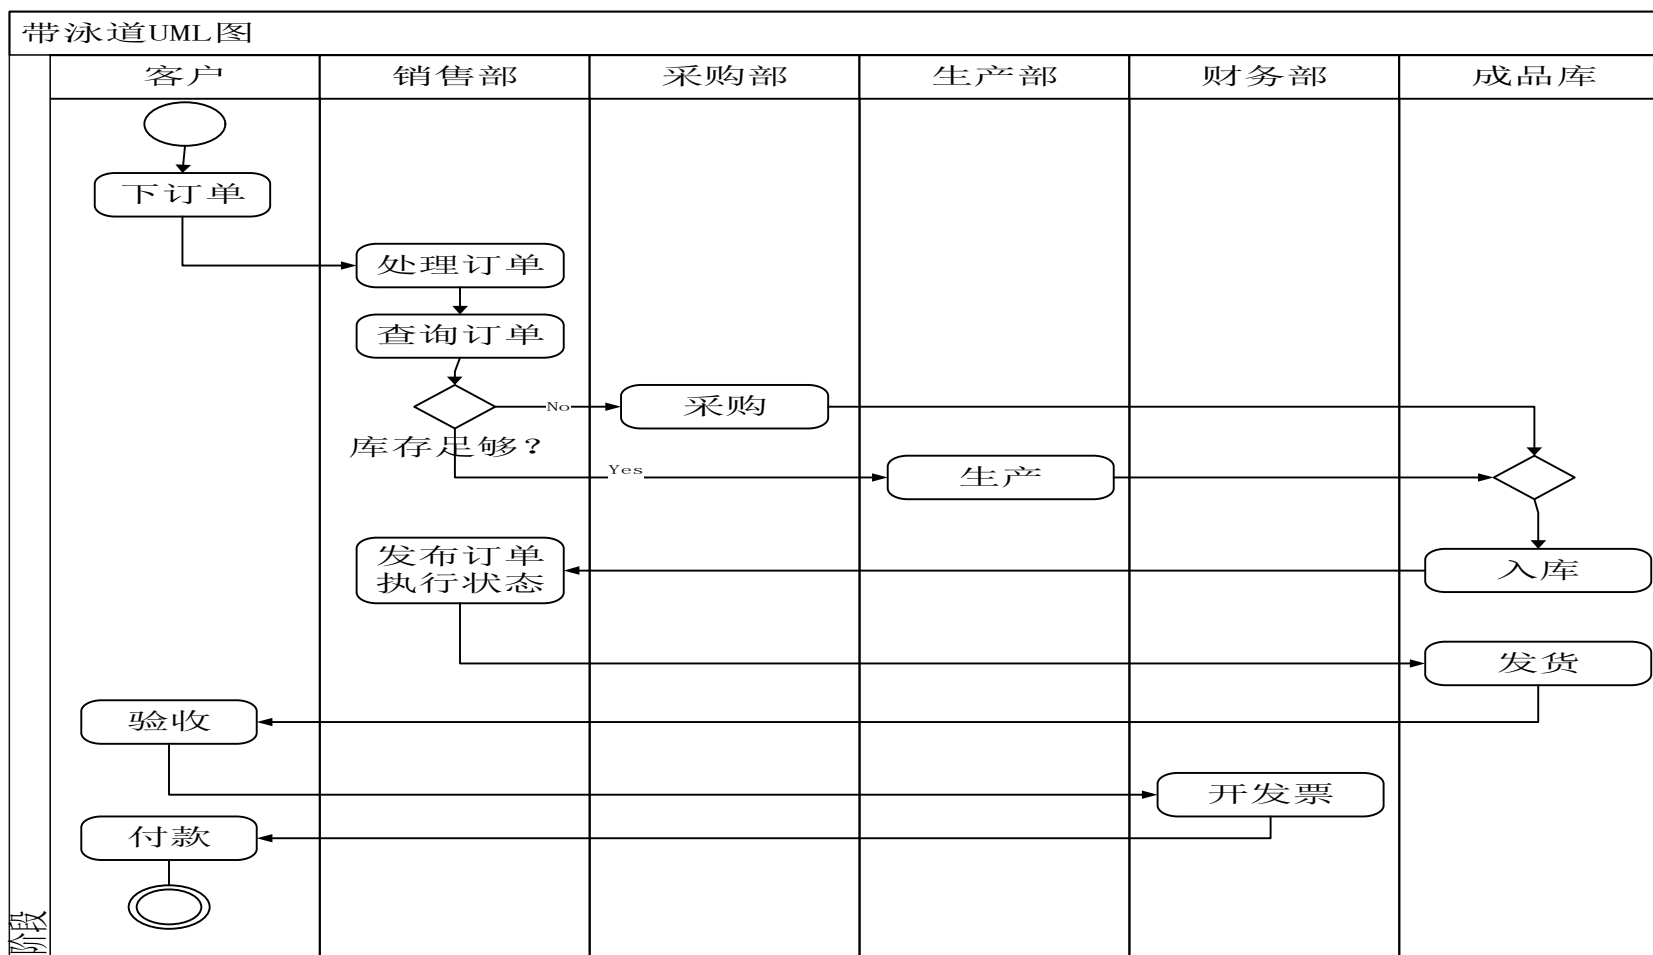 带泳道UML图
客户
销售部
采购部
生产部
财务部
成品库
下订单
处理订单
查询订单
No
采购
库存足够？
Yes
生产
发布订单
执行状态
入库
发货
验收
开发票
付款
阶段